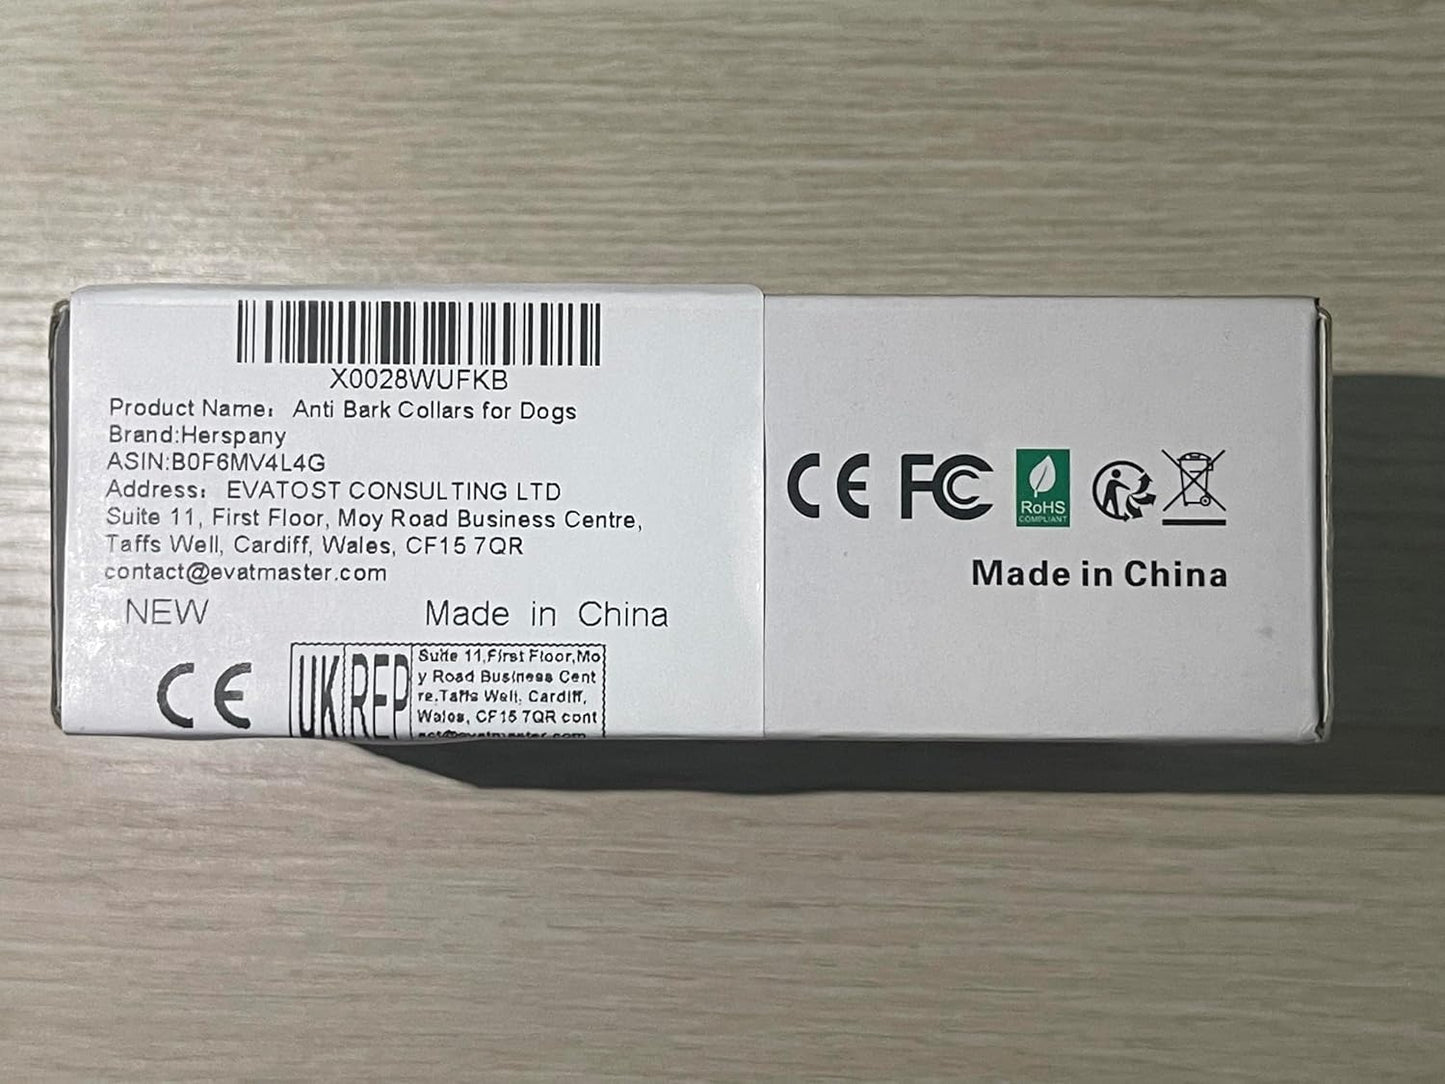 X0028WUFKB
Product Name： Anti Bark Collars for Dogs
Brand:Herspany
ASIN:B0F6MV4L4G
Address： EVATOST CONSULTING LTD
Suite 11, First Floor, Moy Road Business Centre,
Taffs Well, Cardiff, Wales, CF15 7QR
contact@evatmaster.com
NEW Made in China
CE
UK REP
Suite 11,First Floor,Mo
y Road Business Cent
re,Taffs Well, Cardiff,
Wales, CF15 7QR cont
act@evatmaster.com
CE FC RoHS
COMPLIANT
Made in China